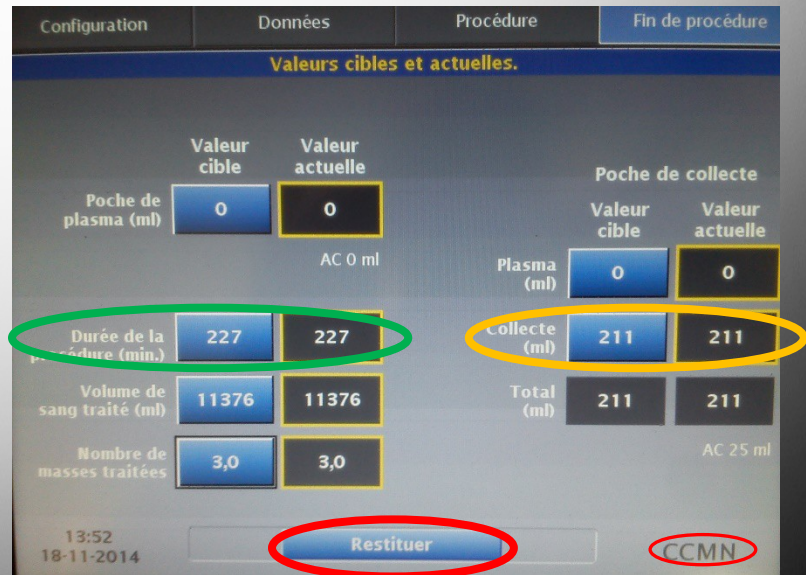 Configuration
Données
Procédure
Fin de procédure
Valeurs cibles et actuelles.
Valeur cible
Valeur actuelle
Poche de plasma (ml)
0
0
AC 0 ml
Durée de la procédure (min.)
227
227
Volume de sang traité (ml)
11376
11376
Nombre de masses traitées
3,0
3,0
Poche de collecte
Valeur cible
Valeur actuelle
Plasma (ml)
0
0
Collecte (ml)
211
211
Total (ml)
211
211
AC 25 ml
13:52
18-11-2014
Restituer
CCMN